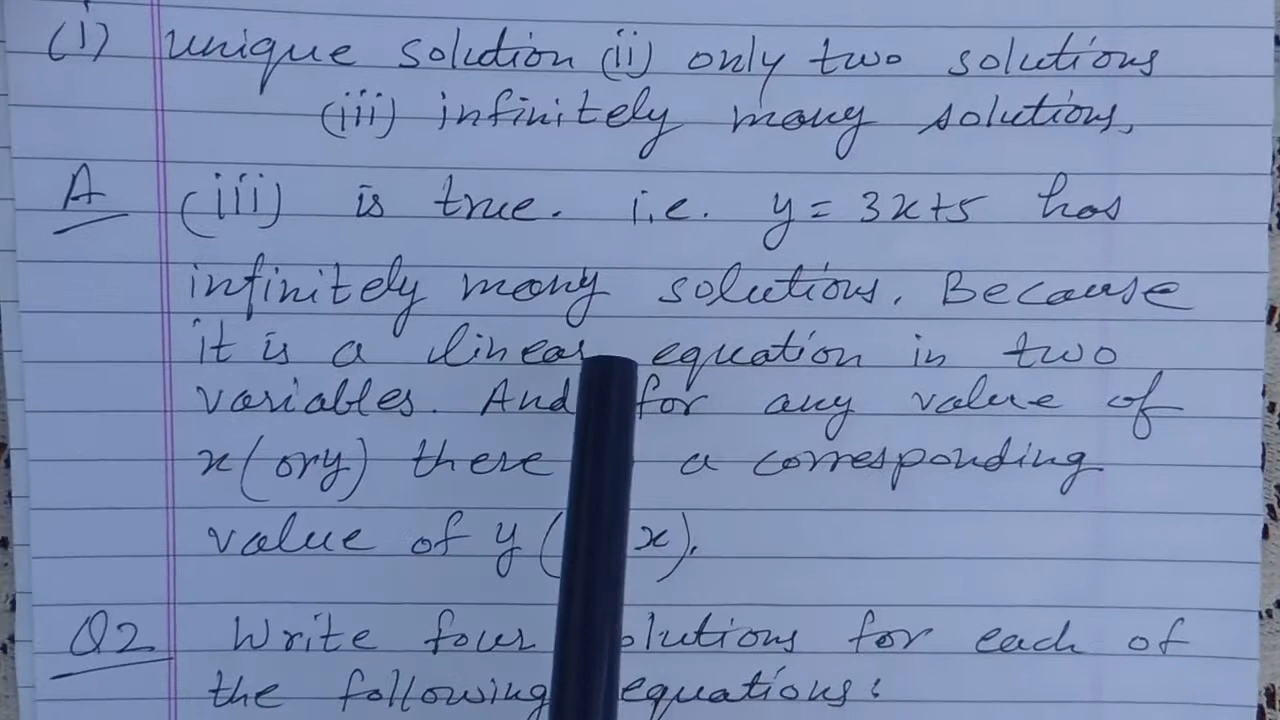 (i) unique solution (ii) only two solutions
(iii) infinitely many solutions,
A (iii) is true. i.e. y = 3x+5 has
infinitely many solutions. Because
it is a linear equation in two
variables. And for any value of
x(or y) there a corresponding
value of y ( x).
Q2 Write four solutions for each of
the following equations: